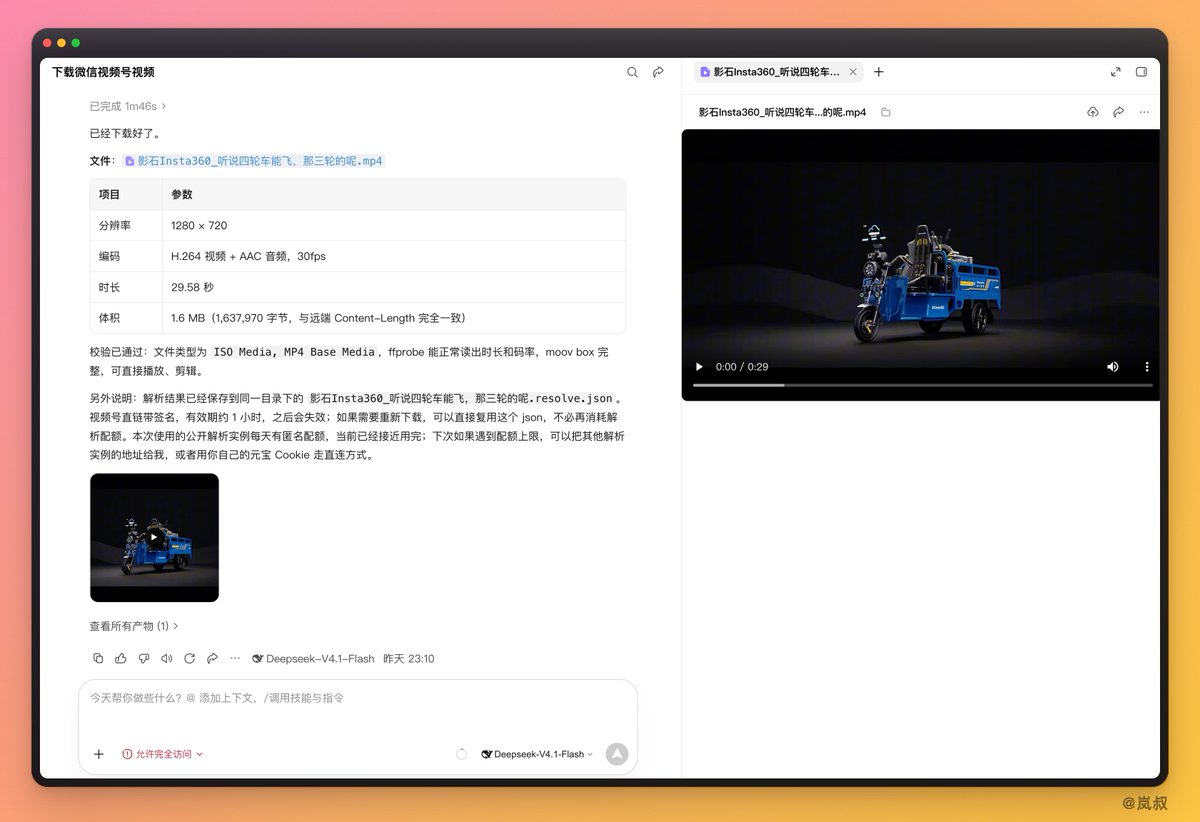 下载微信视频号视频
已完成 1m46s >
已经下载好了。
文件： 影石Insta360_听说四轮车能飞，那三轮的呢.mp4
项目 参数
分辨率 1280 × 720
编码 H.264 视频 + AAC 音频，30fps
时长 29.58 秒
体积 1.6 MB（1,637,970 字节，与远端 Content-Length 完全一致）
校验已通过：文件类型为 ISO Media, MP4 Base Media，ffprobe 能正常读出时长和码率，moov box 完
整，可直接播放、剪辑。
另外说明：解析结果已经保存到同一目录下的 影石Insta360_听说四轮车能飞，那三轮的呢.resolve.json。
视频号直链带签名，有效期约 1 小时，之后会失效；如果需要重新下载，可以直接复用这个 json，不必再消耗解
析配额。本次使用的公开解析实例每天有匿名配额，当前已经接近用完；下次如果遇到配额上限，可以把其他解析
实例的地址给我，或者用你自己的元宝 Cookie 走直连方式。
查看所有产物 (1) >
Deepseek-V4.1-Flash 昨天 23:10
今天帮你做些什么？@ 添加上下文，/调用技能与指令
允许完全访问
Deepseek-V4.1-Flash
影石Insta360_听说四轮车...
影石Insta360_听说四轮车...的呢.mp4
0:00 / 0:29
@岚叔